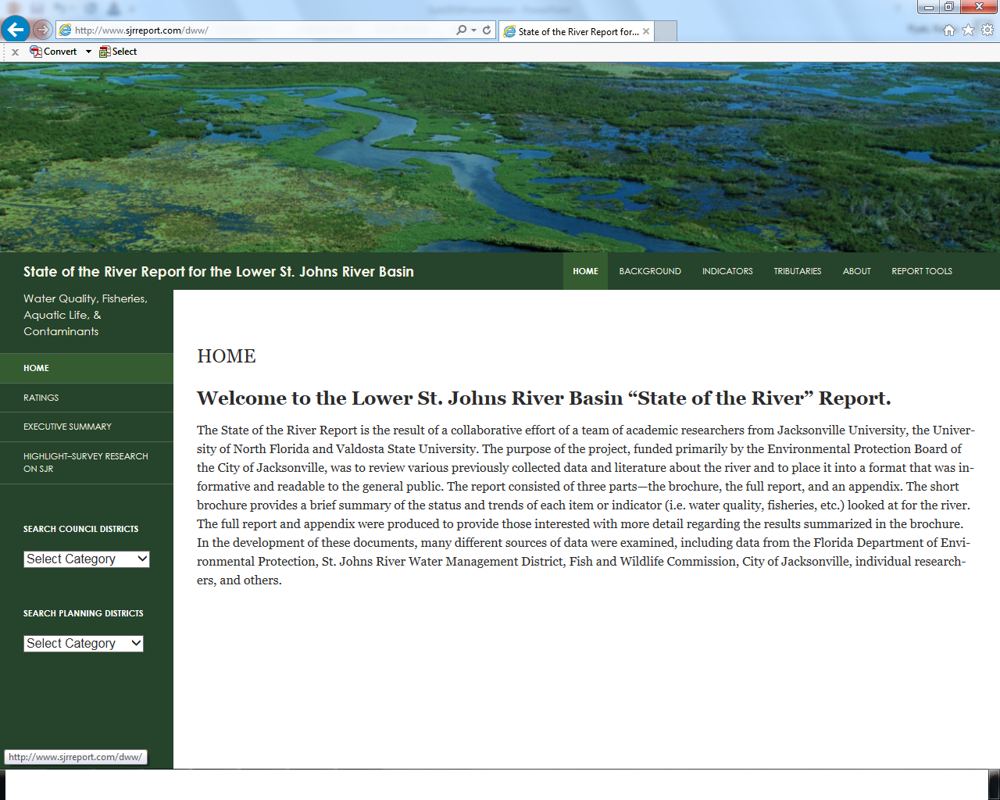 http://www.sjrreport.com/dww/
State of the River Report for...
x Convert Select
State of the River Report for the Lower St. Johns River Basin
HOME BACKGROUND INDICATORS TRIBUTARIES ABOUT REPORT TOOLS
Water Quality, Fisheries,
Aquatic Life, &
Contaminants
HOME
RATINGS
EXECUTIVE SUMMARY
HIGHLIGHT–SURVEY RESEARCH
ON SJR
SEARCH COUNCIL DISTRICTS
Select Category
SEARCH PLANNING DISTRICTS
Select Category
HOME
Welcome to the Lower St. Johns River Basin “State of the River” Report.
The State of the River Report is the result of a collaborative effort of a team of academic researchers from Jacksonville University, the Univer-
sity of North Florida and Valdosta State University. The purpose of the project, funded primarily by the Environmental Protection Board of
the City of Jacksonville, was to review various previously collected data and literature about the river and to place it into a format that was in-
formative and readable to the general public. The report consisted of three parts—the brochure, the full report, and an appendix. The short
brochure provides a brief summary of the status and trends of each item or indicator (i.e. water quality, fisheries, etc.) looked at for the river.
The full report and appendix were produced to provide those interested with more detail regarding the results summarized in the brochure.
In the development of these documents, many different sources of data were examined, including data from the Florida Department of Envi-
ronmental Protection, St. Johns River Water Management District, Fish and Wildlife Commission, City of Jacksonville, individual research-
ers, and others.
http://www.sjrreport.com/dww/